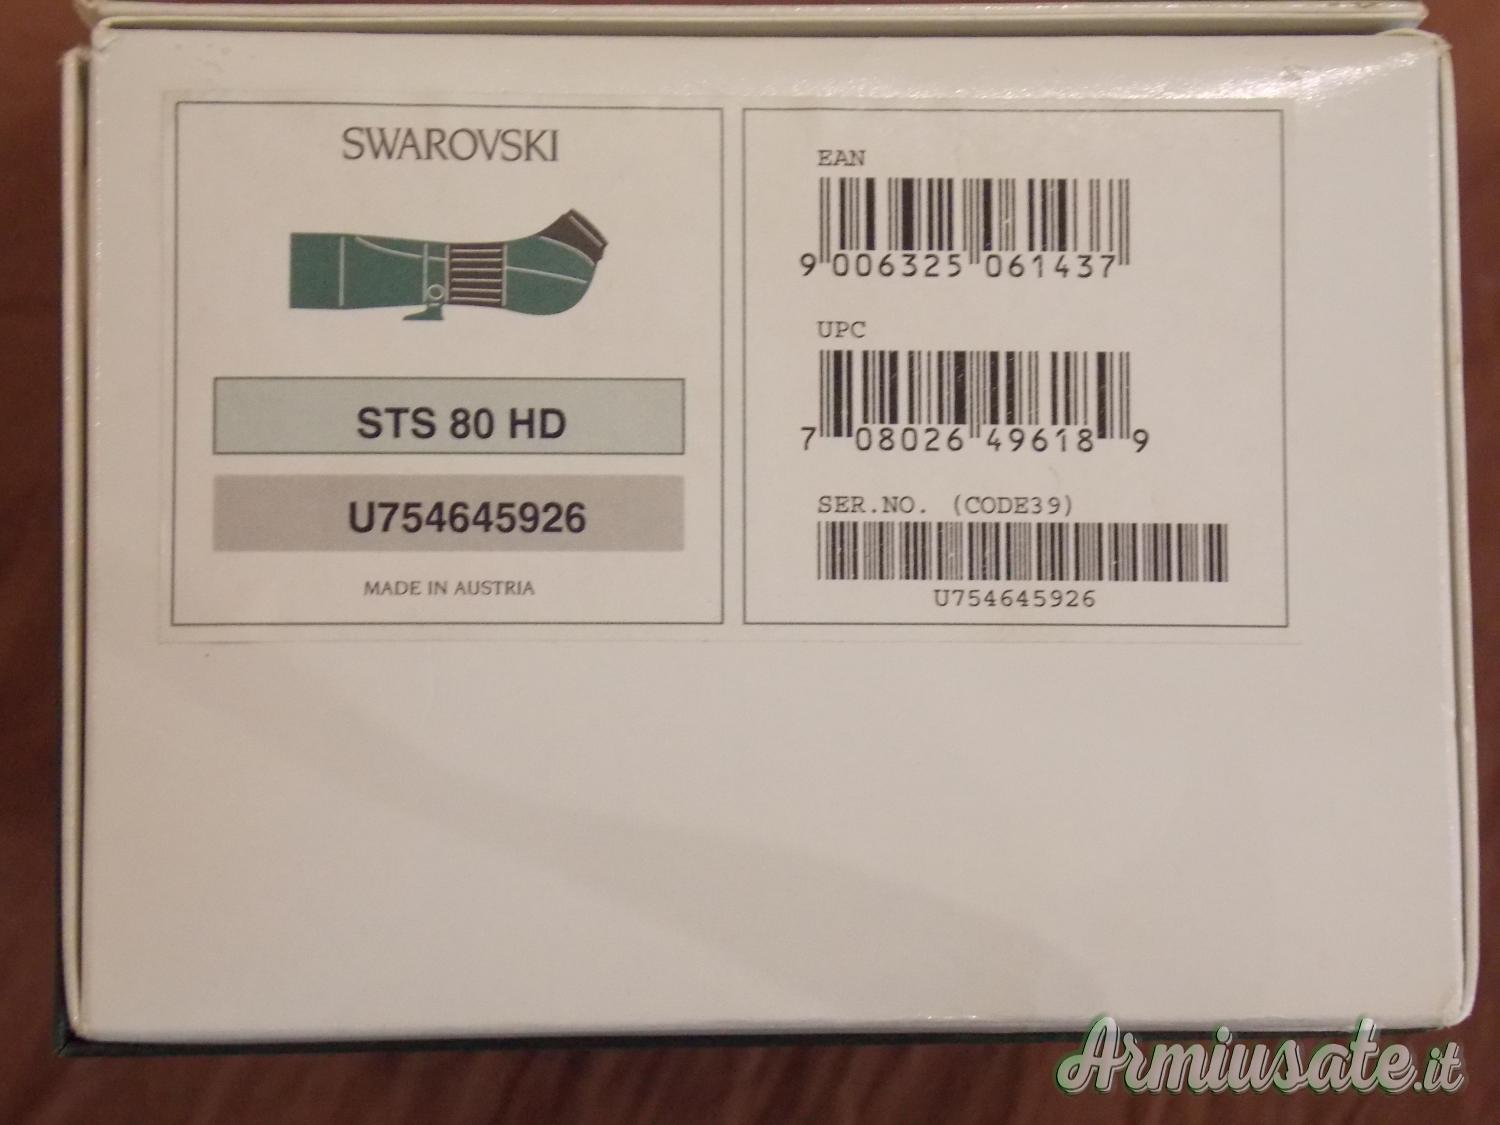 SWAROVSKI
STS 80 HD
U754645926
MADE IN AUSTRIA
EAN
9 006325 061437
UPC
7 08026 49618 9
SER.NO. (CODE39)
U754645926
Armiusate.it